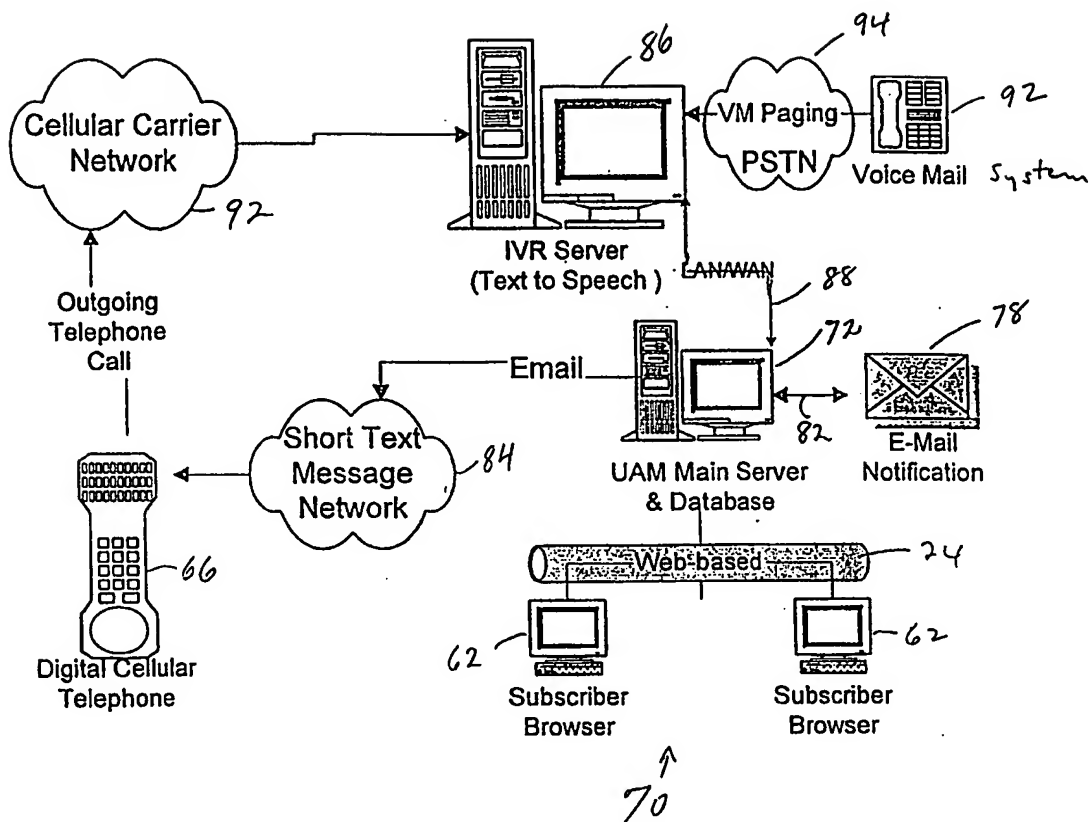 94
86
92
Cellular Carrier
Network
VM Paging
PSTN
Voice Mail System
92
IVR Server
(Text to Speech )
LAN/WAN
88
Outgoing
Telephone
Call
72
78
Email
82
Short Text
Message
Network
84
E-Mail
Notification
UAM Main Server
& Database
66
Web-based
24
62
62
Digital Cellular
Telephone
Subscriber
Browser
Subscriber
Browser
70